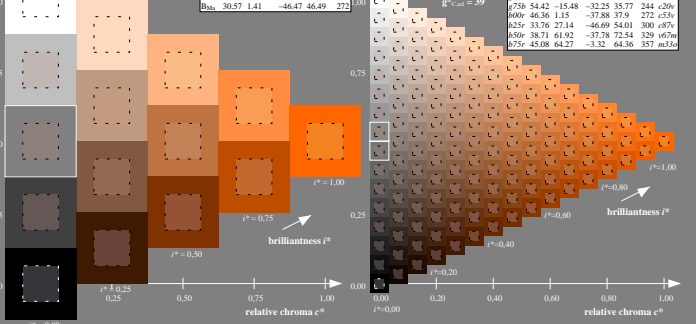 B_Ma 30.57 1.41 −46.47 46.49 272
i* = 1,00
i* = 0,75
brilliantness i*
i* = 0,50
i* = 0,25
0,25 0,50 0,75 1,00
relative chroma c*
g*C,rel = 39
g75b 54.42 -15.48 −32.25 35.77 244 c20v
b00r 46.36 1.15 −37.88 37.9 272 c53v
b25r 33.76 27.14 −46.69 54.01 300 c87v
b50r 38.71 61.92 −37.78 72.54 329 v67m
b75r 45.08 64.27 −3.32 64.36 357 m33o
1,00
0,75
0,25
0,00
i* = 1,00
i* = 0,80
brilliantness i*
i* = 0,60
i* = 0,40
i* = 0,20
i* = 0,00
0,00 0,20 0,40 0,60 0,80 1,00
relative chroma c*